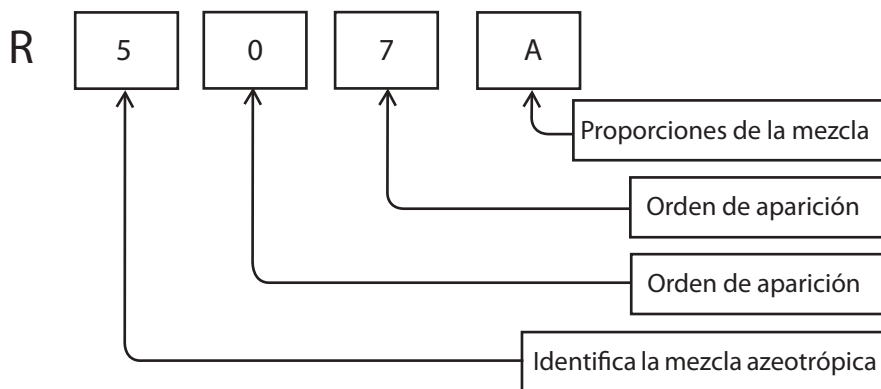 R 5 0 7 A
Proporciones de la mezcla
Orden de aparición
Orden de aparición
Identifica la mezcla azeotrópica